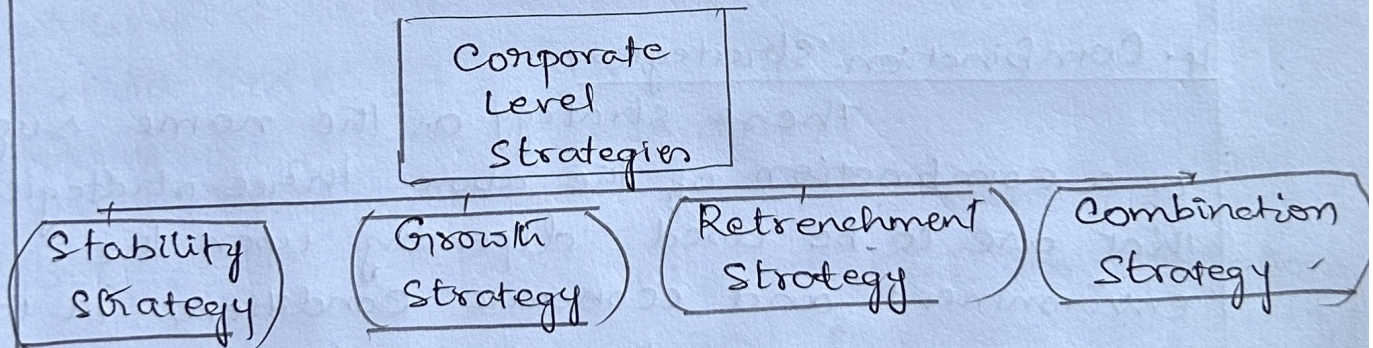 Corporate
Level
Strategies
Stability
Strategy
Growth
Strategy
Retrenchment
Strategy
Combination
Strategy